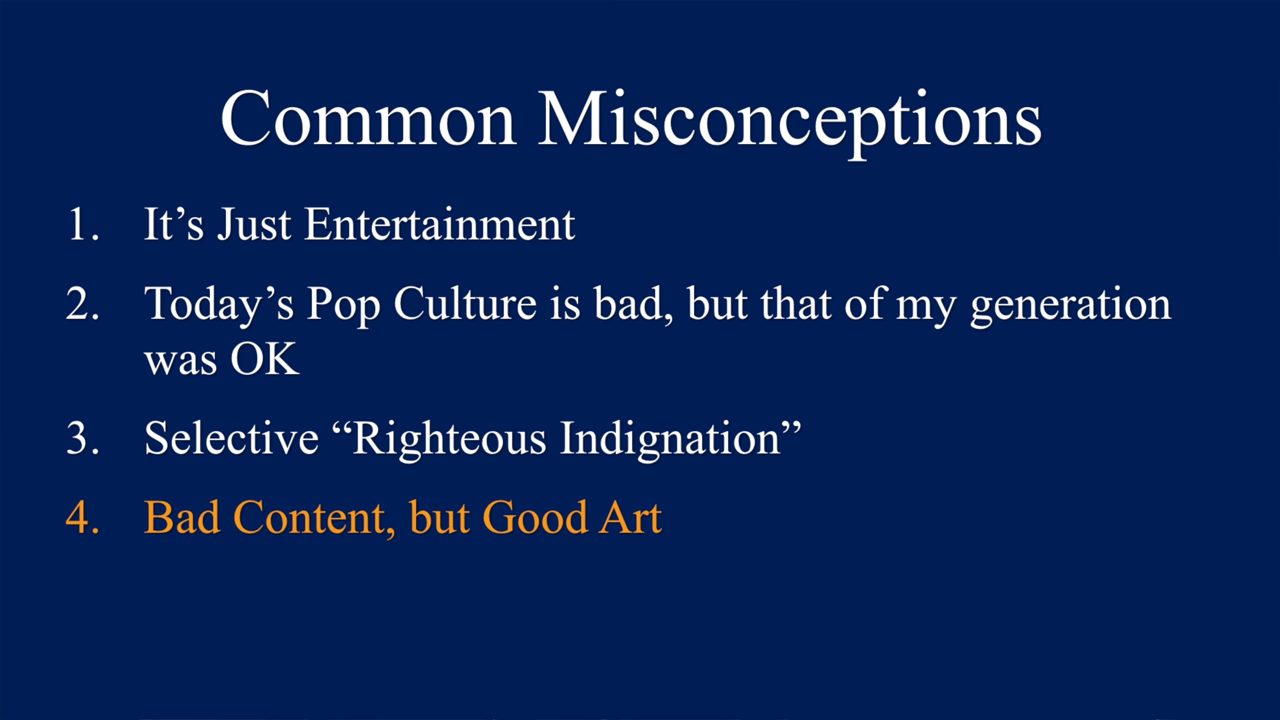 Common Misconceptions
1. It’s Just Entertainment
2. Today’s Pop Culture is bad, but that of my generation
was OK
3. Selective “Righteous Indignation”
4. Bad Content, but Good Art